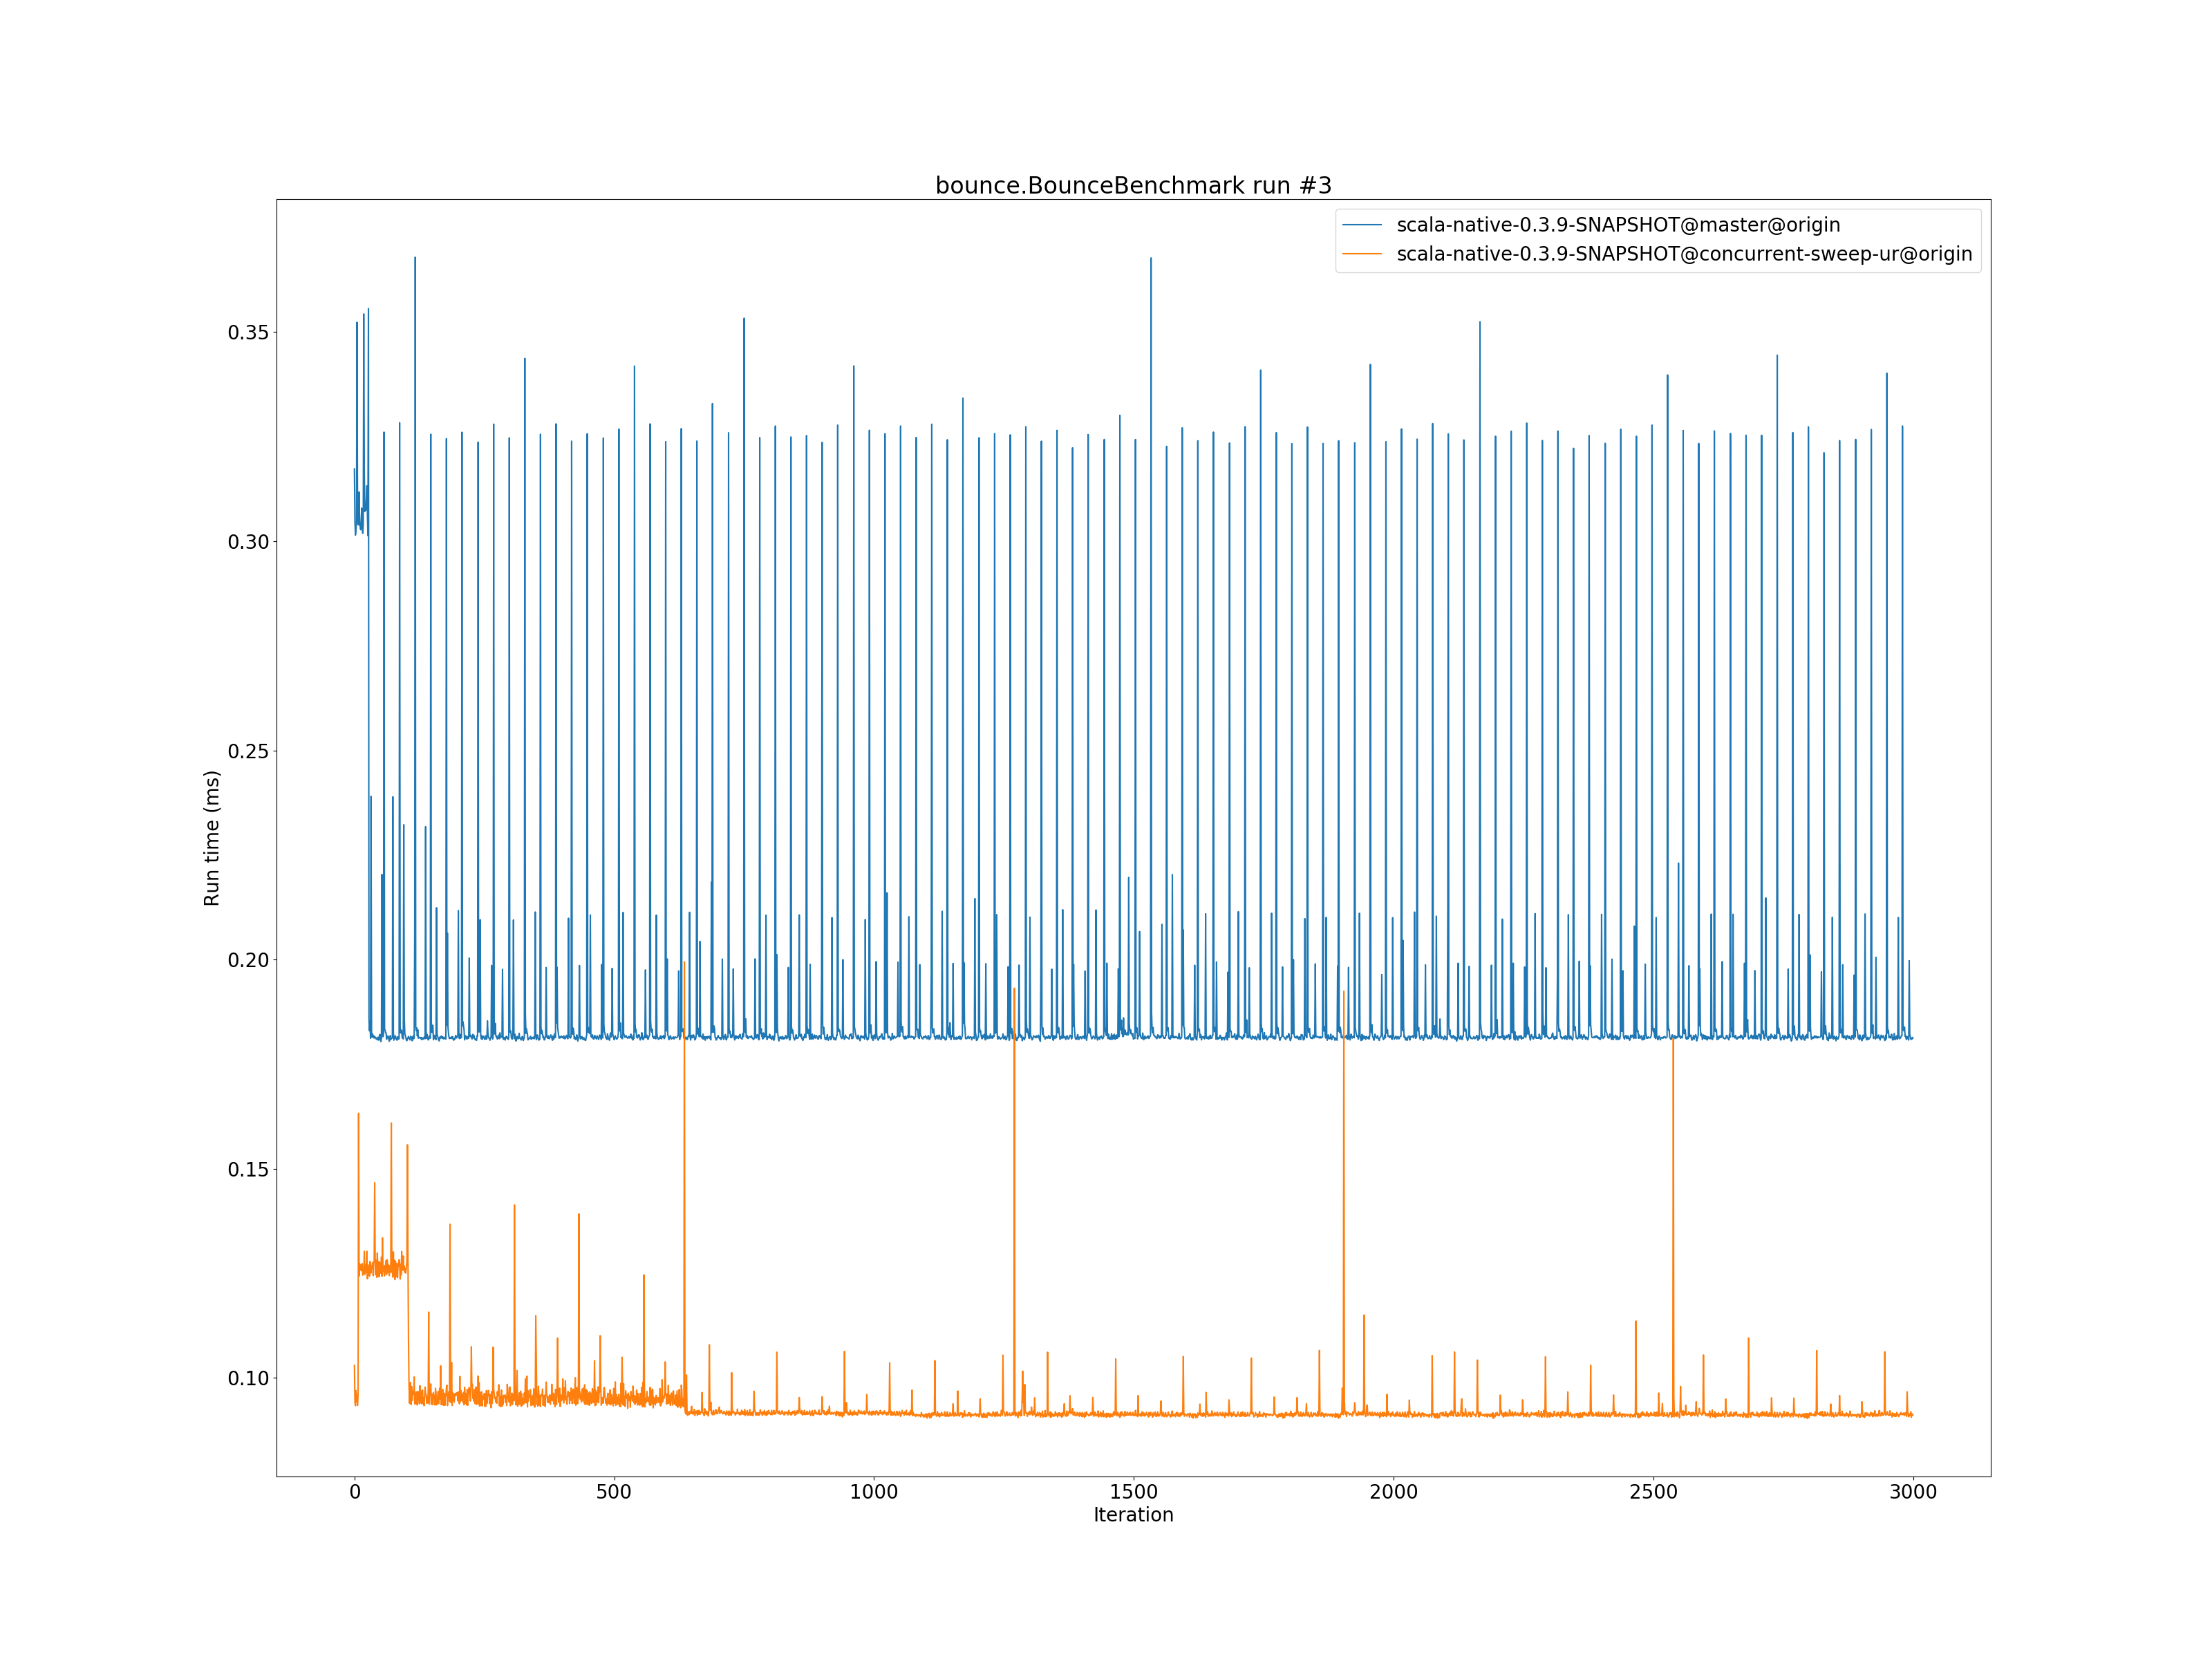 bounce.BounceBenchmark run #3
scala-native-0.3.9-SNAPSHOT@master@origin
scala-native-0.3.9-SNAPSHOT@concurrent-sweep-ur@origin
0.35
0.30
0.25
0.20
0.15
0.10
Run time (ms)
0 500 1000 1500 2000 2500 3000
Iteration